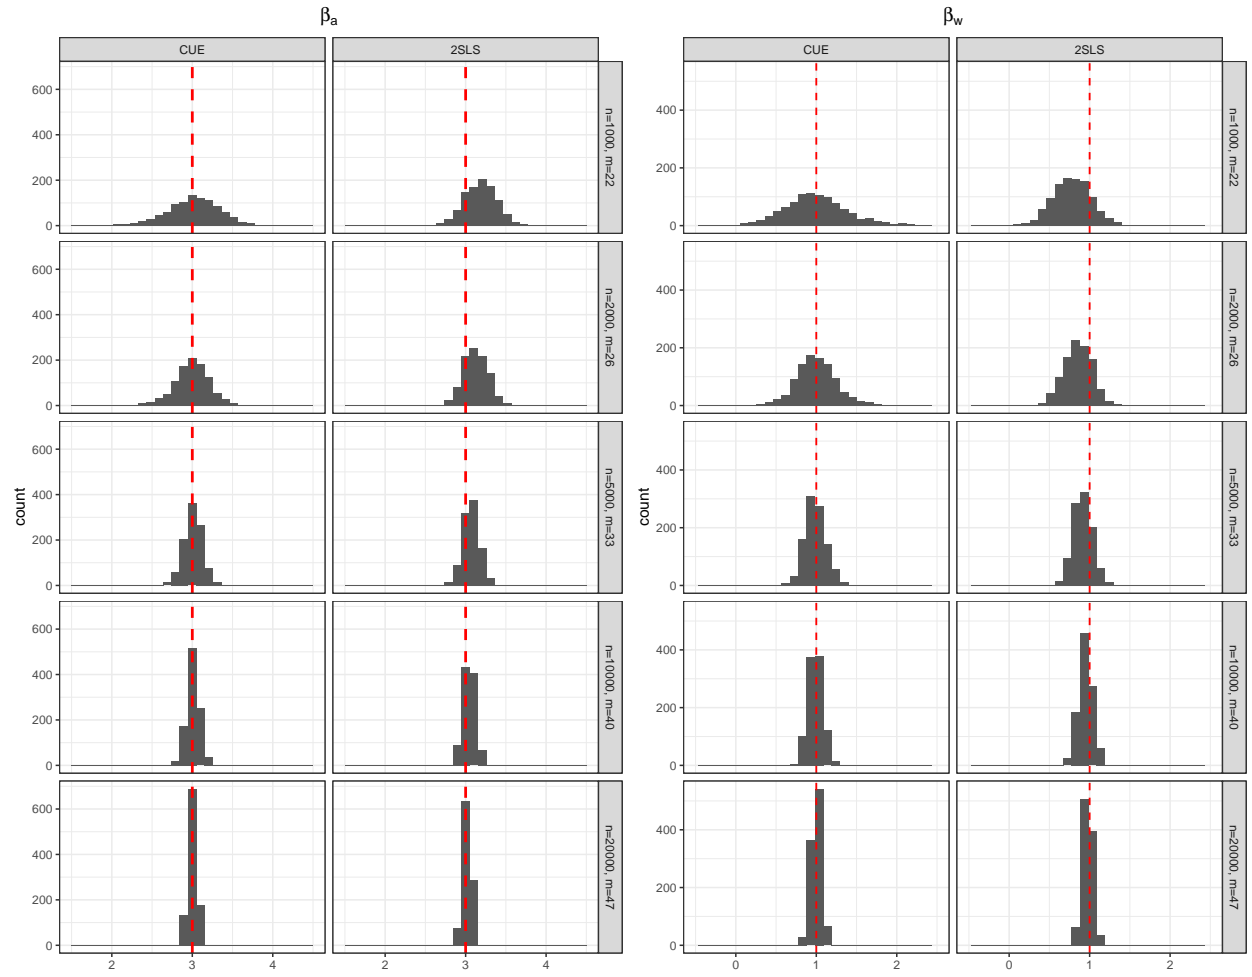 βa
CUE
2SLS
600
400
200
0
n=1000, m=22
600
400
200
0
n=2000, m=26
count
600
400
200
0
n=5000, m=33
600
400
200
0
n=10000, m=40
600
400
200
0
n=20000, m=47
2 3 4
2 3 4
βw
CUE
2SLS
400
200
0
n=1000, m=22
400
200
0
n=2000, m=26
count
400
200
0
n=5000, m=33
400
200
0
n=10000, m=40
400
200
0
n=20000, m=47
0 1 2
0 1 2